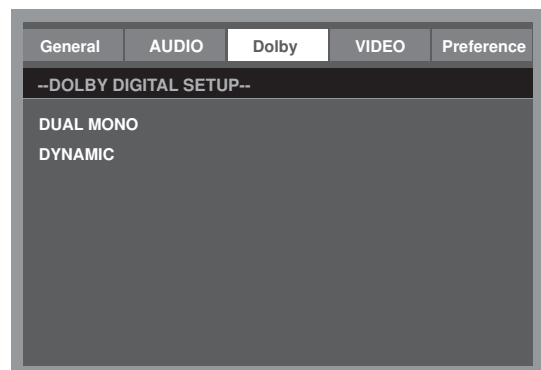 General AUDIO Dolby VIDEO Preference
--DOLBY DIGITAL SETUP--
DUAL MONO
DYNAMIC